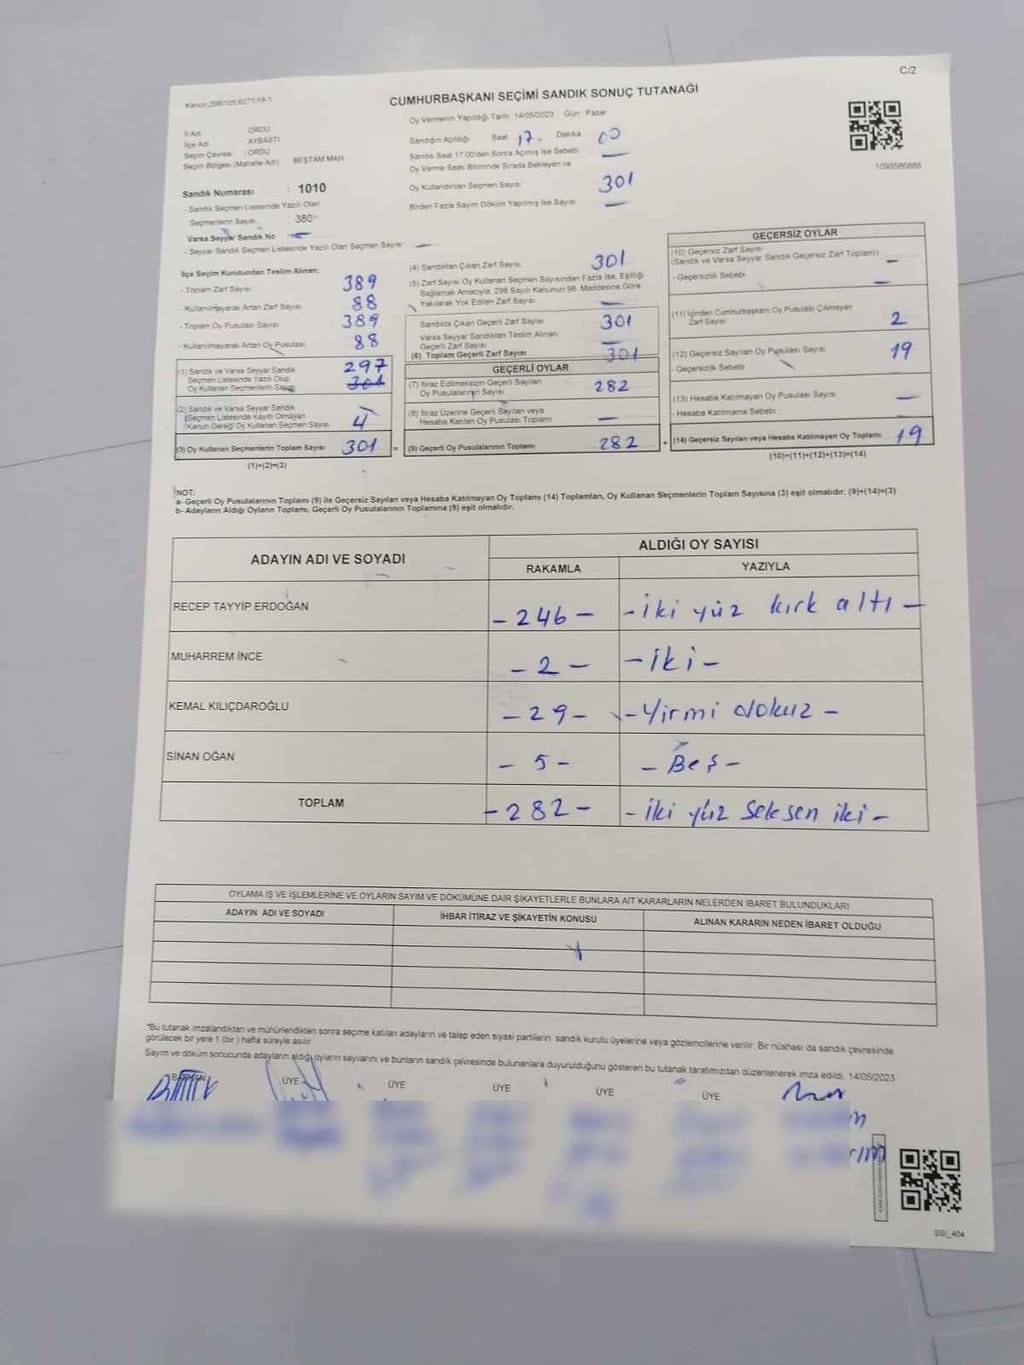 C/2
Kanun 298/105,6271/19-1
CUMHURBAŞKANI SEÇİMİ SANDIK SONUÇ TUTANAĞI
Oy Vermenin Yapıldığı Tarih 14/05/2023 Gün Pazar
İl Adı ORDU
İlçe Adı AYBASTI
Seçim Çevresi : ORDU
Seçim Bölgesi (Mahalle Adı) BEŞTAM MAH
Sandığın Açıldığı Saat 17. Dakika 00
Sandık Saat 17:00'den Sonra Açılmış İse Sebebi —
Oy Verme Saati Bitiminde Sırada Bekleyen ve
Oy Kullandırılan Seçmen Sayısı 301
Birden Fazla Sayım Döküm Yapılmış İse Sayısı —
1093586888
Sandık Numarası : 1010
- Sandık Seçmen Listesinde Yazılı Olan
Seçmenlerin Sayısı : 380
Varsa Seyyar Sandık No : —
- Seyyar Sandık Seçmen Listesinde Yazılı Olan Seçmen Sayısı —
İlçe Seçim Kurulundan Teslim Alınan;
- Toplam Zarf Sayısı 389
- Kullanılmayarak Artan Zarf Sayısı 88
- Toplam Oy Pusulası Sayısı 389
- Kullanılmayarak Artan Oy Pusulası 88
(1) Sandık ve Varsa Seyyar Sandık 297
Seçmen Listesinde Yazılı Olup 301
Oy Kullanan Seçmenlerin Sayısı
(2) Sandık ve Varsa Seyyar Sandık
Seçmen Listesinde Kayıtlı Olmayan
(Kanun Gereği) Oy Kullanan Seçmen Sayısı 4
(3) Oy Kullanan Seçmenlerin Toplam Sayısı 301 =
(1)+(2)=(3)
(4) Sandıktan Çıkan Zarf Sayısı 301
(5) Zarf Sayısı Oy Kullanan Seçmen Sayısından Fazla İse, Eşitliği
Sağlamak Amacıyla, 298 Sayılı Kanunun 98. Maddesine Göre
Yakılarak Yok Edilen Zarf Sayısı —
Sandıkta Çıkan Geçerli Zarf Sayısı 301
Varsa Seyyar Sandıktan Teslim Alınan
Geçerli Zarf Sayısı —
(6) Toplam Geçerli Zarf Sayısı 301
GEÇERLİ OYLAR
(7) İtiraz Edilmeksizin Geçerli Sayılan
Oy Pusulalarının Sayısı 282
(8) İtiraz Üzerine Geçerli Sayılan veya
Hesaba Katılan Oy Pusulası Toplamı —
(9) Geçerli Oy Pusulalarının Toplamı 282 +
GEÇERSİZ OYLAR
(10) Geçersiz Zarf Sayısı
(Sandık ve Varsa Seyyar Sandık Geçersiz Zarf Toplamı) —
- Geçersizlik Sebebi —
(11) İçinden Cumhurbaşkanı Oy Pusulası Çıkmayan
Zarf Sayısı 2
(12) Geçersiz Sayılan Oy Pusulası Sayısı 19
- Geçersizlik Sebebi
(13) Hesaba Katılmayan Oy Pusulası Sayısı —
- Hesaba Katılmama Sebebi —
(14) Geçersiz Sayılan veya Hesaba Katılmayan Oy Toplamı 19
(10)+(11)+(12)+(13)=(14)
NOT:
a- Geçerli Oy Pusulalarının Toplamı (9) ile Geçersiz Sayılan veya Hesaba Katılmayan Oy Toplamı (14) Toplamları, Oy Kullanan Seçmenlerin Toplam Sayısına (3) eşit olmalıdır. (9)+(14)=(3)
b- Adayların Aldığı Oyların Toplamı, Geçerli Oy Pusulalarının Toplamına (9) eşit olmalıdır.
ADAYIN ADI VE SOYADI ALDIĞI OY SAYISI
RAKAMLA YAZIYLA
RECEP TAYYİP ERDOĞAN - 246 - - iki yüz kırk altı -
MUHARREM İNCE - 2 - - iki -
KEMAL KILIÇDAROĞLU - 29 - - Yirmi dokuz -
SİNAN OĞAN - 5 - - Beş -
TOPLAM - 282 - - iki yüz seksen iki -
OYLAMA İŞ VE İŞLEMLERİNE VE OYLARIN SAYIM VE DÖKÜMÜNE DAİR ŞİKAYETLERLE BUNLARA AİT KARARLARIN NELERDEN İBARET BULUNDUKLARI
ADAYIN ADI VE SOYADI İHBAR İTİRAZ VE ŞİKAYETİN KONUSU ALINAN KARARIN NEDEN İBARET OLDUĞU
*Bu tutanak imzalandıktan ve mühürlendikten sonra seçime katılan adayların ve talep eden siyasi partilerin sandık kurulu üyelerine veya gözlemcilerine verilir. Bir nüshası da sandık çevresinde
görülecek bir yere 1 (bir) hafta süreyle asılır.
Sayım ve döküm sonucunda adayların aldığı oyların sayılarını ve bunların sandık çevresinde bulunanlara duyurulduğunu gösteren bu tutanak tarafımızdan düzenlenerek imza edildi. 14/05/2023
BAŞKAN ÜYE ÜYE ÜYE ÜYE ÜYE
SSI_404